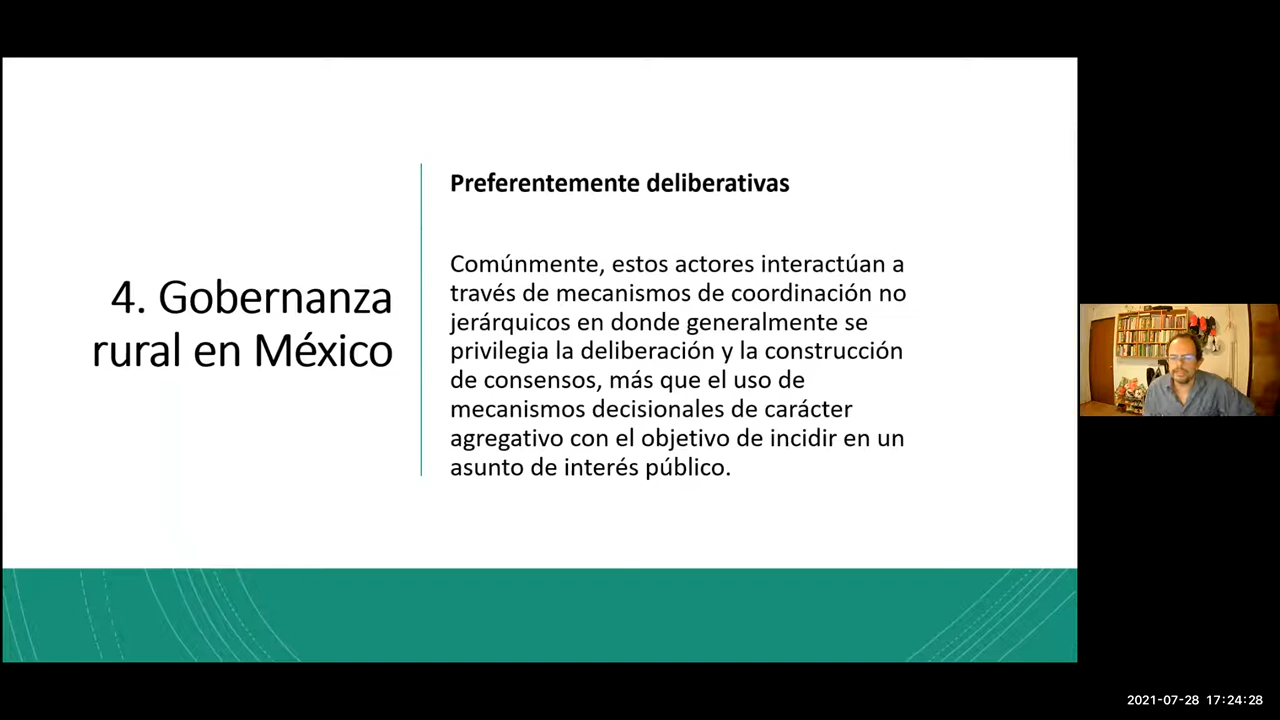 4. Gobernanza
rural en México
Preferentemente deliberativas
Comúnmente, estos actores interactúan a
través de mecanismos de coordinación no
jerárquicos en donde generalmente se
privilegia la deliberación y la construcción
de consensos, más que el uso de
mecanismos decisionales de carácter
agregativo con el objetivo de incidir en un
asunto de interés público.
2021-07-28 17:24:28